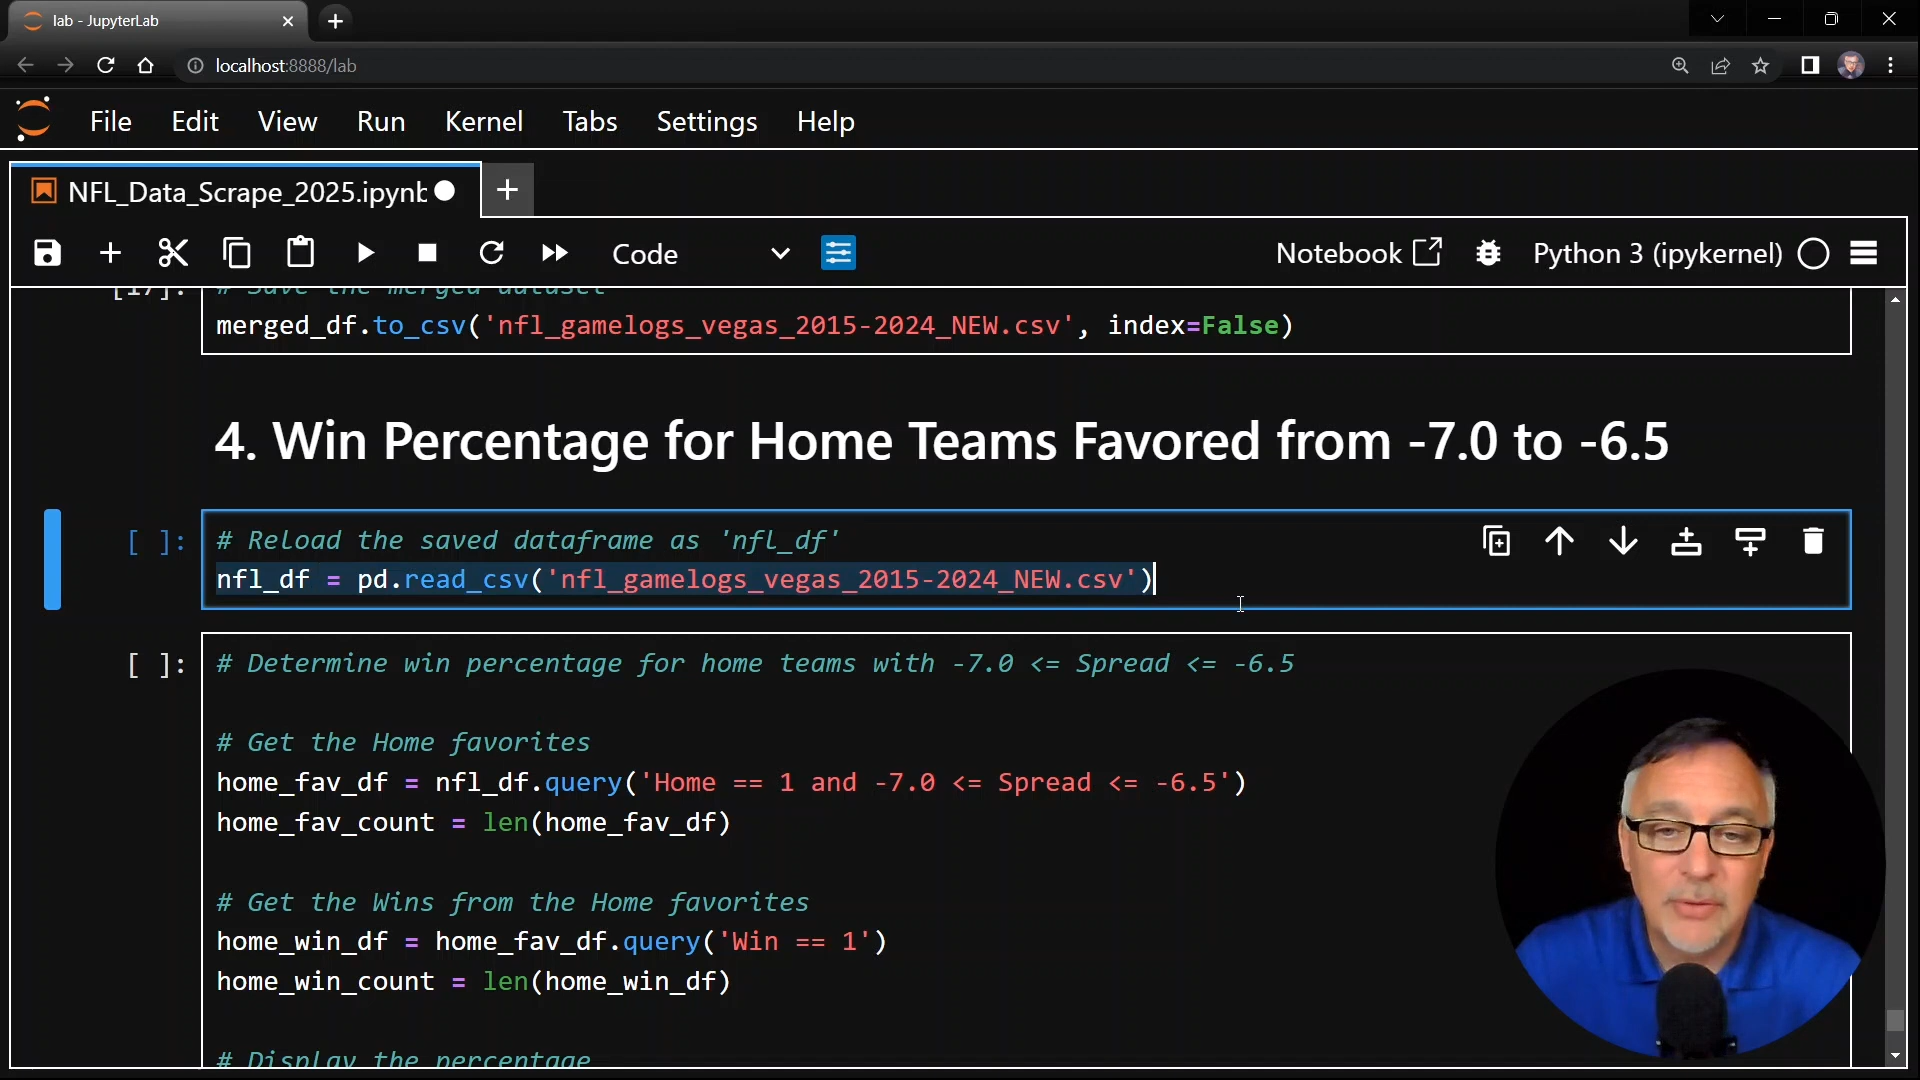 lab - JupyterLab
localhost:8888/lab
File Edit View Run Kernel Tabs Settings Help
NFL_Data_Scrape_2025.ipynb
Code Notebook Python 3 (ipykernel)
[17]: # Save the merged dataset
merged_df.to_csv('nfl_gamelogs_vegas_2015-2024_NEW.csv', index=False)
4. Win Percentage for Home Teams Favored from -7.0 to -6.5
[ ]: # Reload the saved dataframe as 'nfl_df'
nfl_df = pd.read_csv('nfl_gamelogs_vegas_2015-2024_NEW.csv')
[ ]: # Determine win percentage for home teams with -7.0 <= Spread <= -6.5
# Get the Home favorites
home_fav_df = nfl_df.query('Home == 1 and -7.0 <= Spread <= -6.5')
home_fav_count = len(home_fav_df)
# Get the Wins from the Home favorites
home_win_df = home_fav_df.query('Win == 1')
home_win_count = len(home_win_df)
# Display the percentage